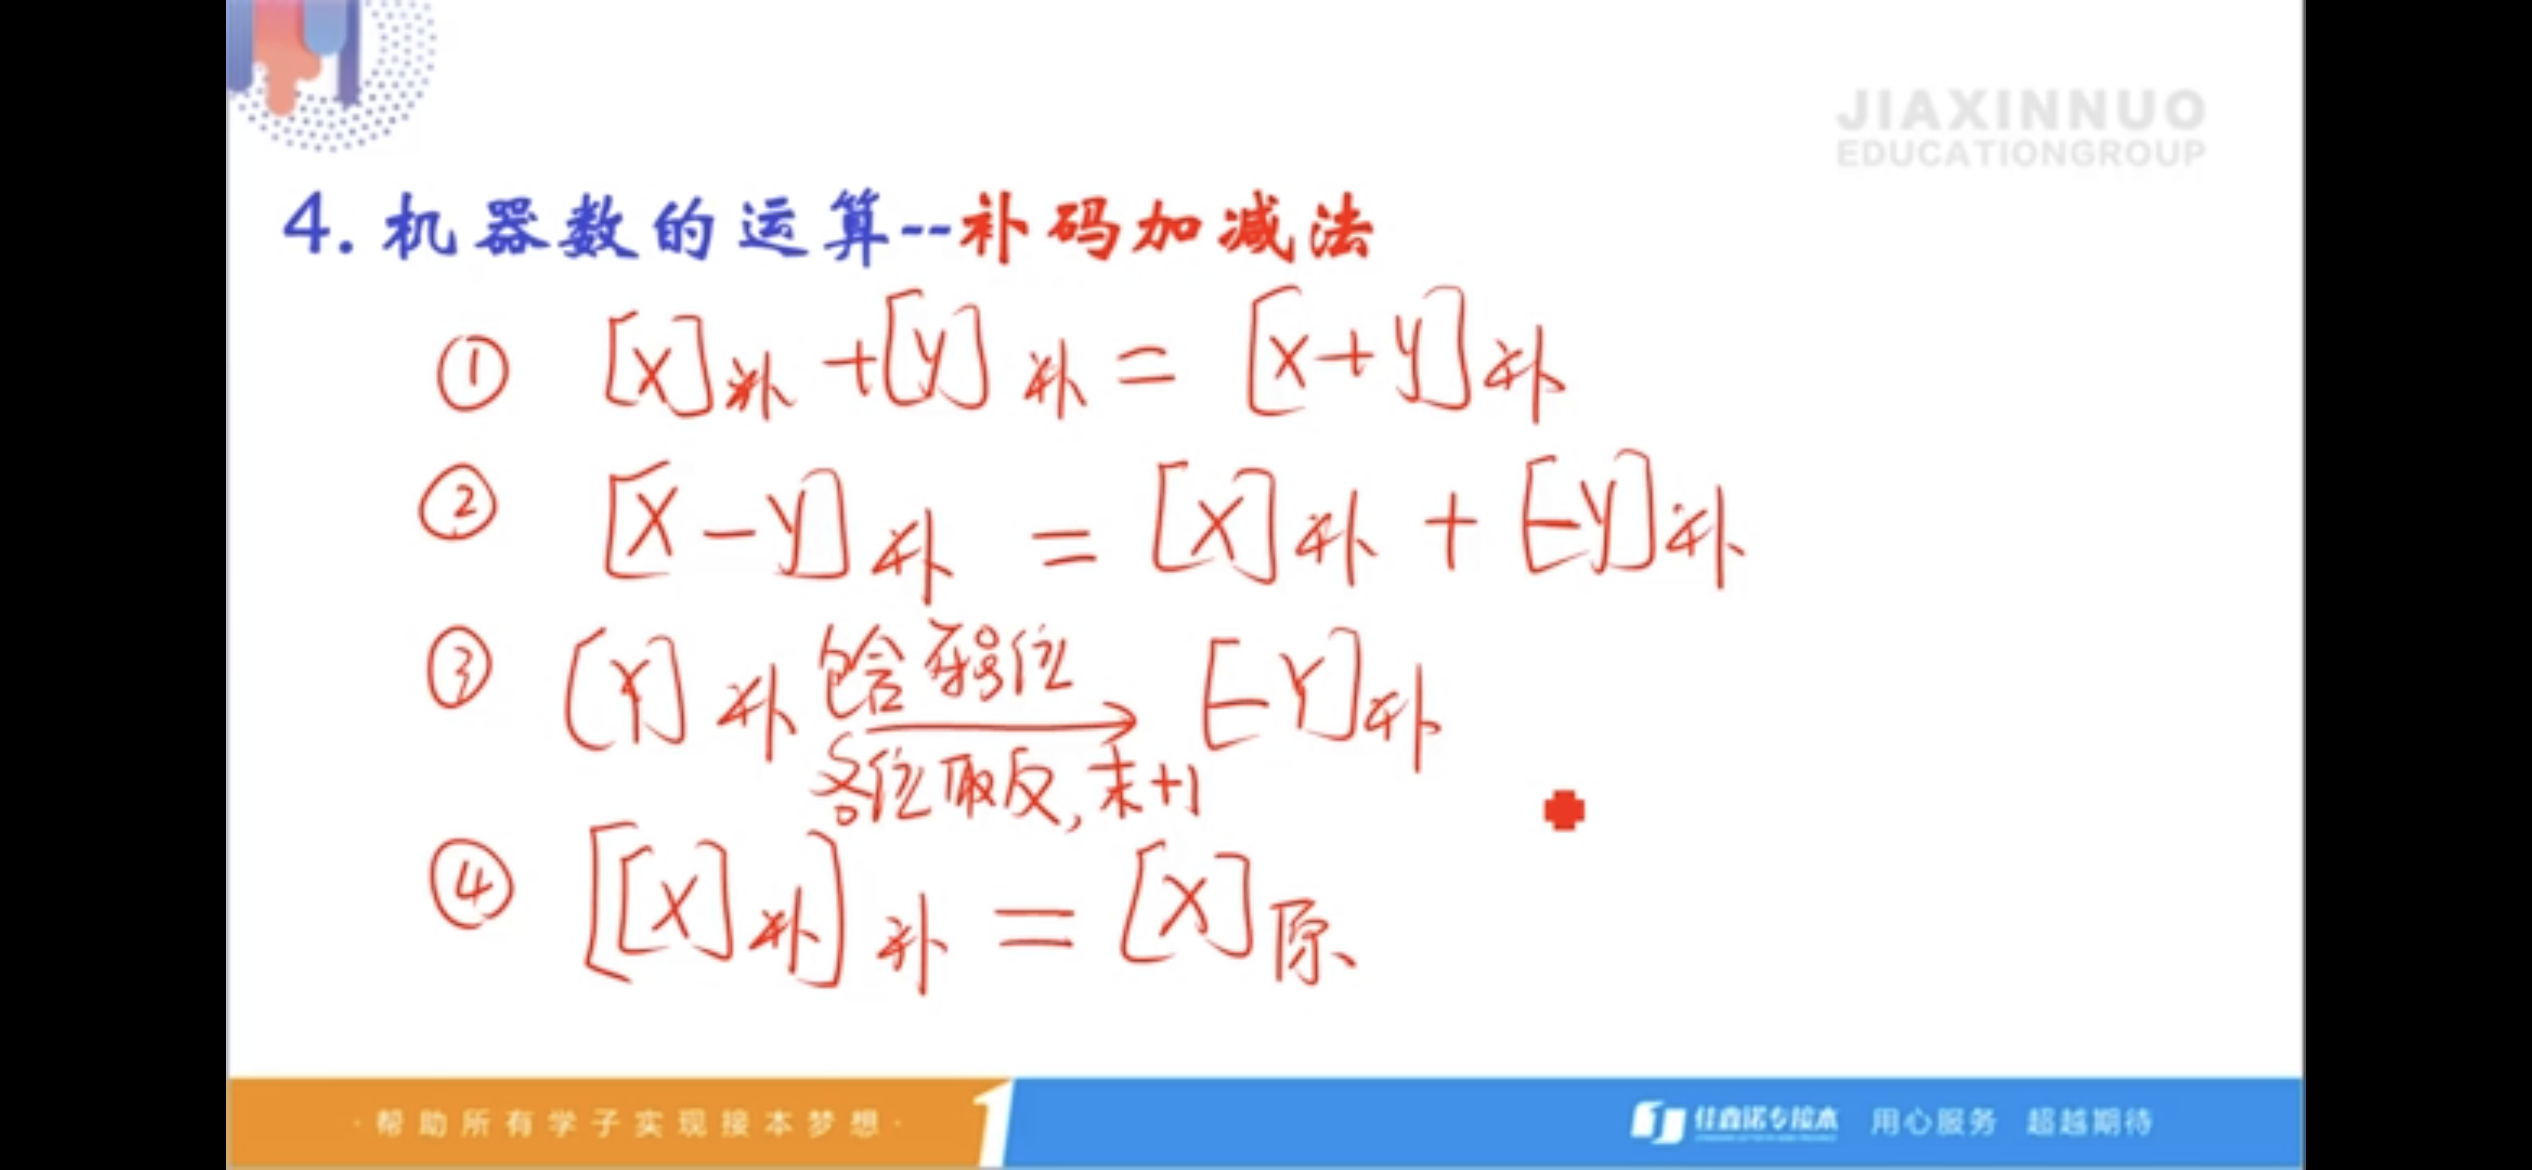 JIAXINNUO
EDUCATIONGROUP
4. 机器数的运算--补码加减法
① [X]补 + [Y]补 = [X+Y]补
② [X-Y]补 = [X]补 + [-Y]补
③ [Y]补 包含符号位 各位取反,末+1 → [-Y]补
④ [[X]补]补 = [X]原
·帮助所有学子实现接本梦想·
1
佳鑫诺专接本 用心服务 超越期待